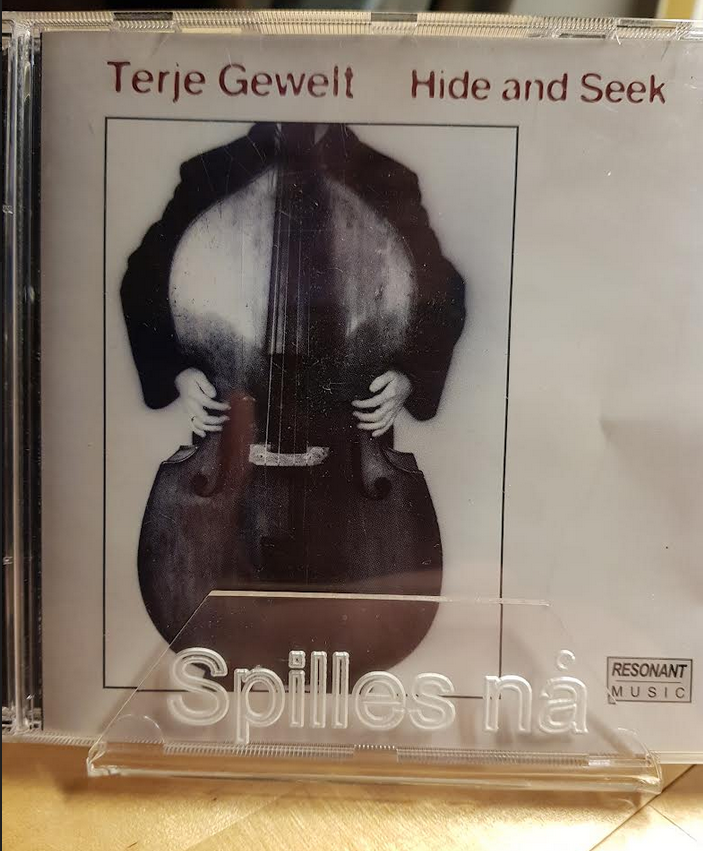 Terje Gewelt Hide and Seek
Spilles nå
RESONANT
MUSIC